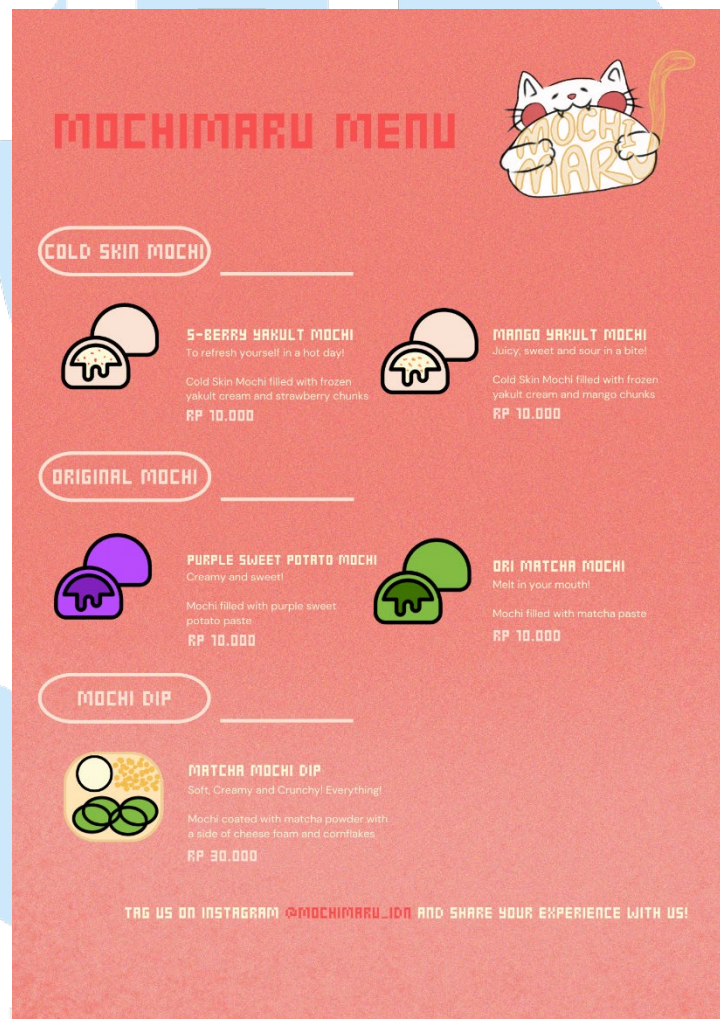 MOCHIMARU MENU
MOCHI
MARU
COLD SKIN MOCHI
S-BERRY YAKULT MOCHI
To refresh yourself in a hot day!
Cold Skin Mochi filled with frozen
yakult cream and strawberry chunks
RP 10.000
MANGO YAKULT MOCHI
Juicy, sweet and sour in a bite!
Cold Skin Mochi filled with frozen
yakult cream and mango chunks
RP 10.000
ORIGINAL MOCHI
PURPLE SWEET POTATO MOCHI
Creamy and sweet!
Mochi filled with purple sweet
potato paste
RP 10.000
ORI MATCHA MOCHI
Melt in your mouth!
Mochi filled with matcha paste
RP 10.000
MOCHI DIP
MATCHA MOCHI DIP
Soft, Creamy and Crunchy! Everything!
Mochi coated with matcha powder with
a side of cheese foam and cornflakes
RP 30.000
TAG US ON INSTAGRAM @MOCHIMARU_IDN AND SHARE YOUR EXPERIENCE WITH US!